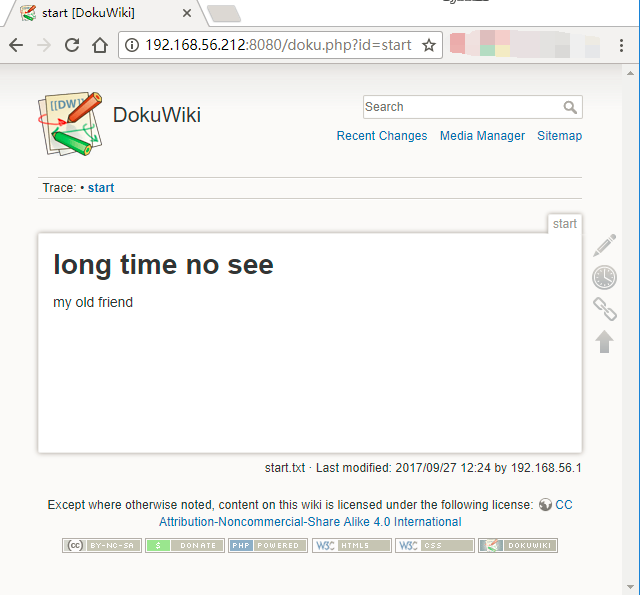 start [DokuWiki]
192.168.56.212:8080/doku.php?id=start
[[DW]]
DokuWiki
Search
Recent Changes Media Manager Sitemap
Trace: • start
start
long time no see
my old friend
start.txt · Last modified: 2017/09/27 12:24 by 192.168.56.1
Except where otherwise noted, content on this wiki is licensed under the following license: CC
Attribution-Noncommercial-Share Alike 4.0 International
(cc) BY-NC-SA $ DONATE PHP POWERED W3C HTML5 W3C CSS DOKUWIKI